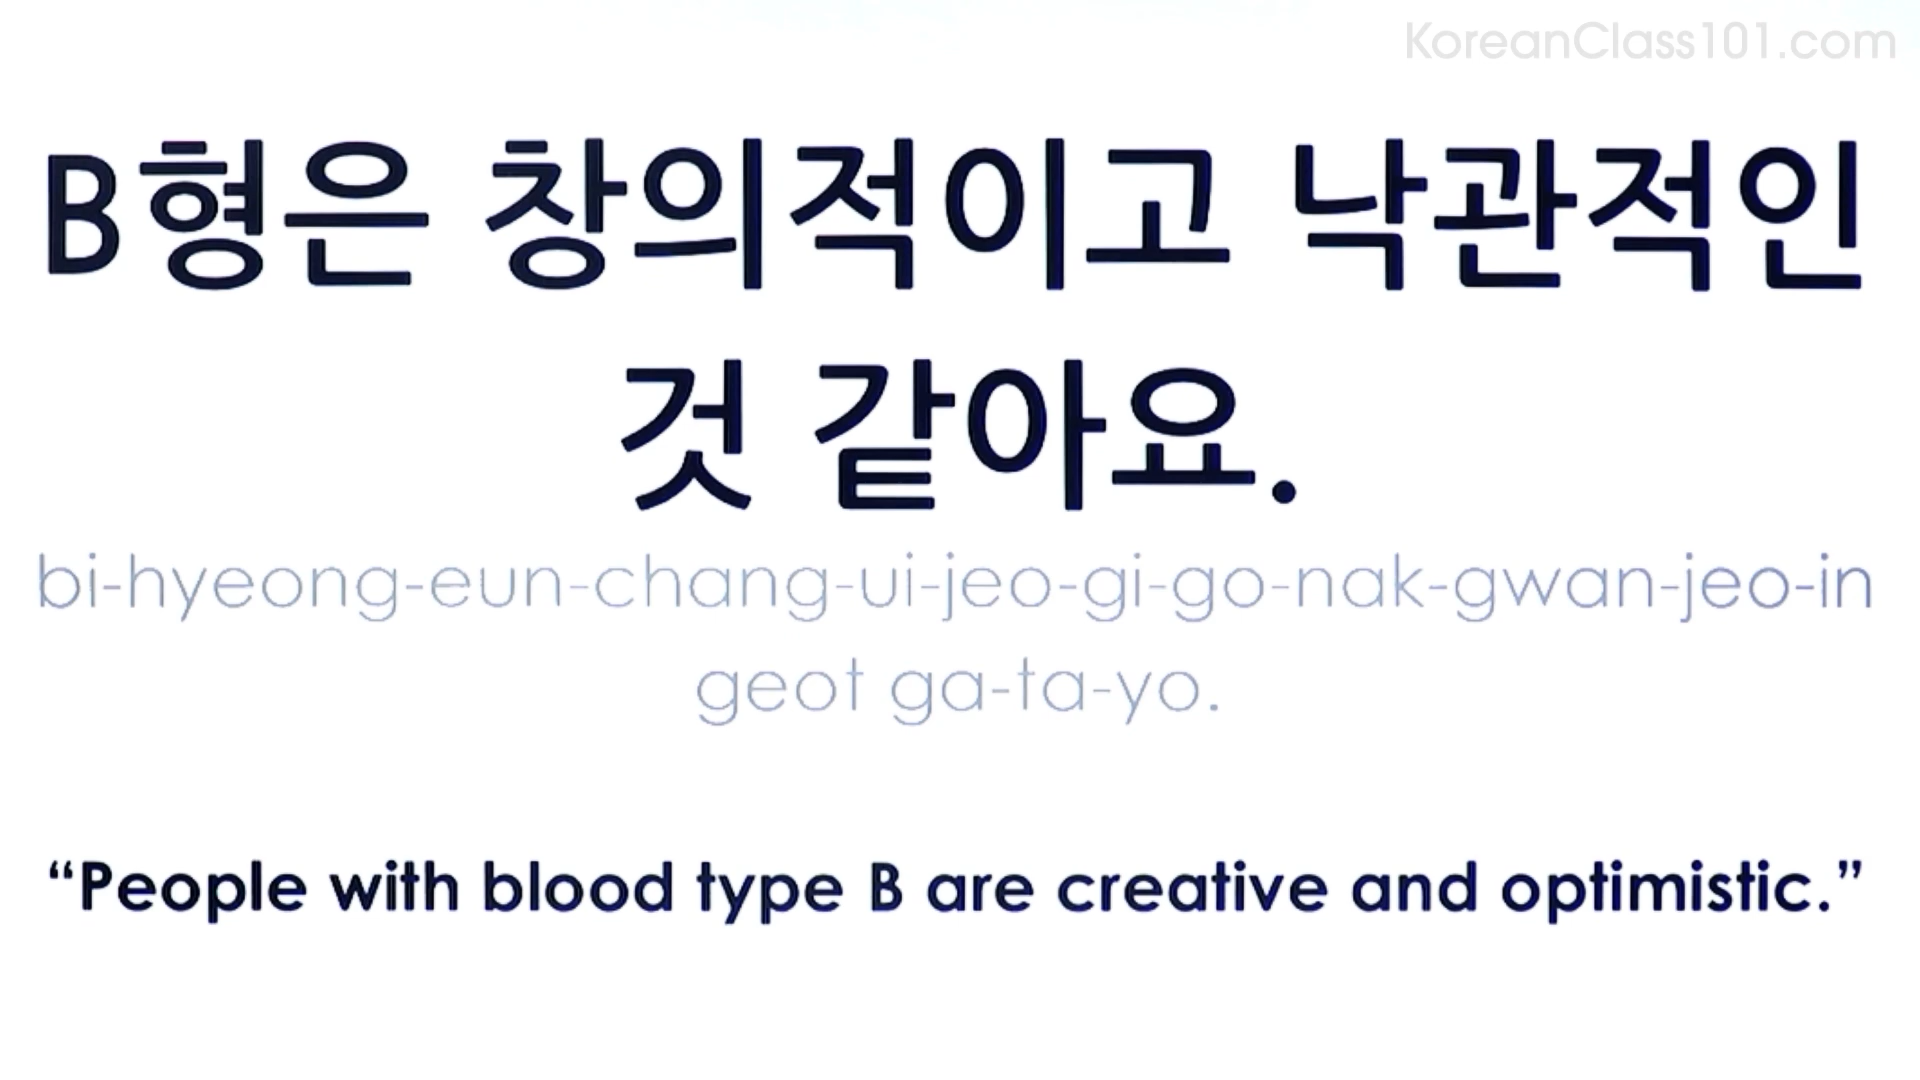 KoreanClass101.com
B형은 창의적이고 낙관적인
것 같아요.
bi-hyeong-eun-chang-ui-jeo-gi-go-nak-gwan-jeo-in
geot ga-ta-yo.
“People with blood type B are creative and optimistic.”